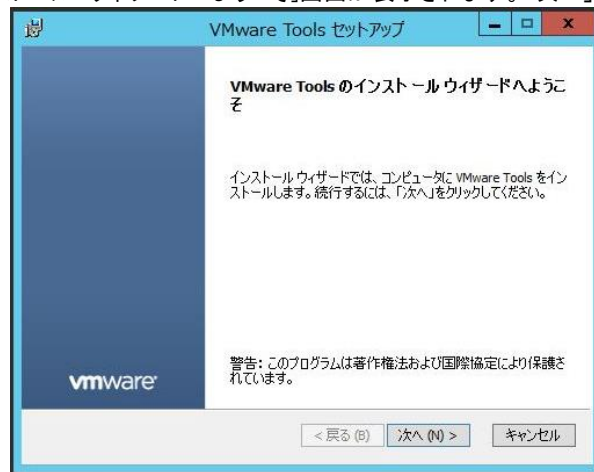 VMware Tools セットアップ
VMware Tools のインストール ウィザードへようこ
そ
インストール ウィザードでは、コンピュータに VMware Tools をイン
ストールします。続行するには、「次へ」をクリックしてください。
警告: このプログラムは著作権法および国際協定により保護さ
れています。
vmware
< 戻る (B)
次へ (N) >
キャンセル